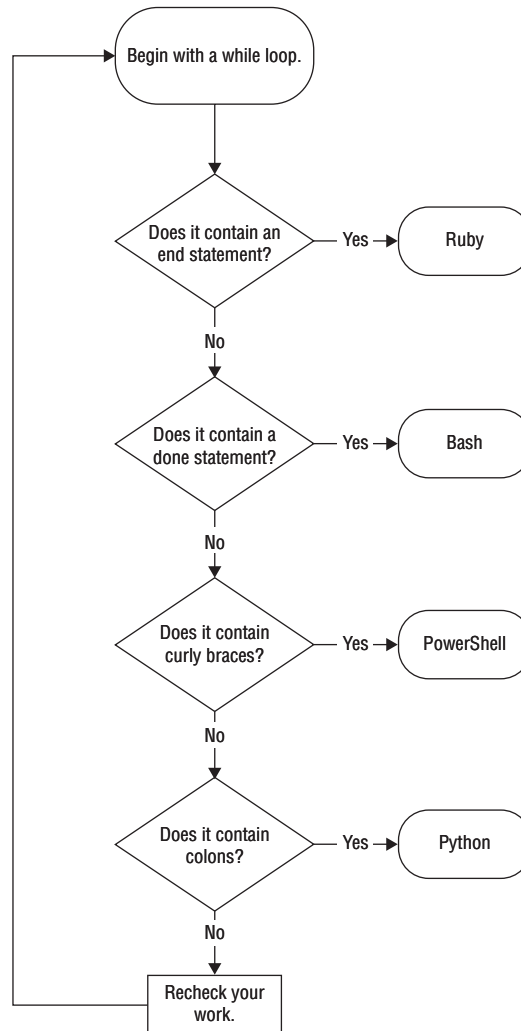 Begin with a while loop.
Does it contain an
end statement?
Yes
Ruby
No
Does it contain a
done statement?
Yes
Bash
No
Does it contain
curly braces?
Yes
PowerShell
No
Does it contain
colons?
Yes
Python
No
Recheck your
work.